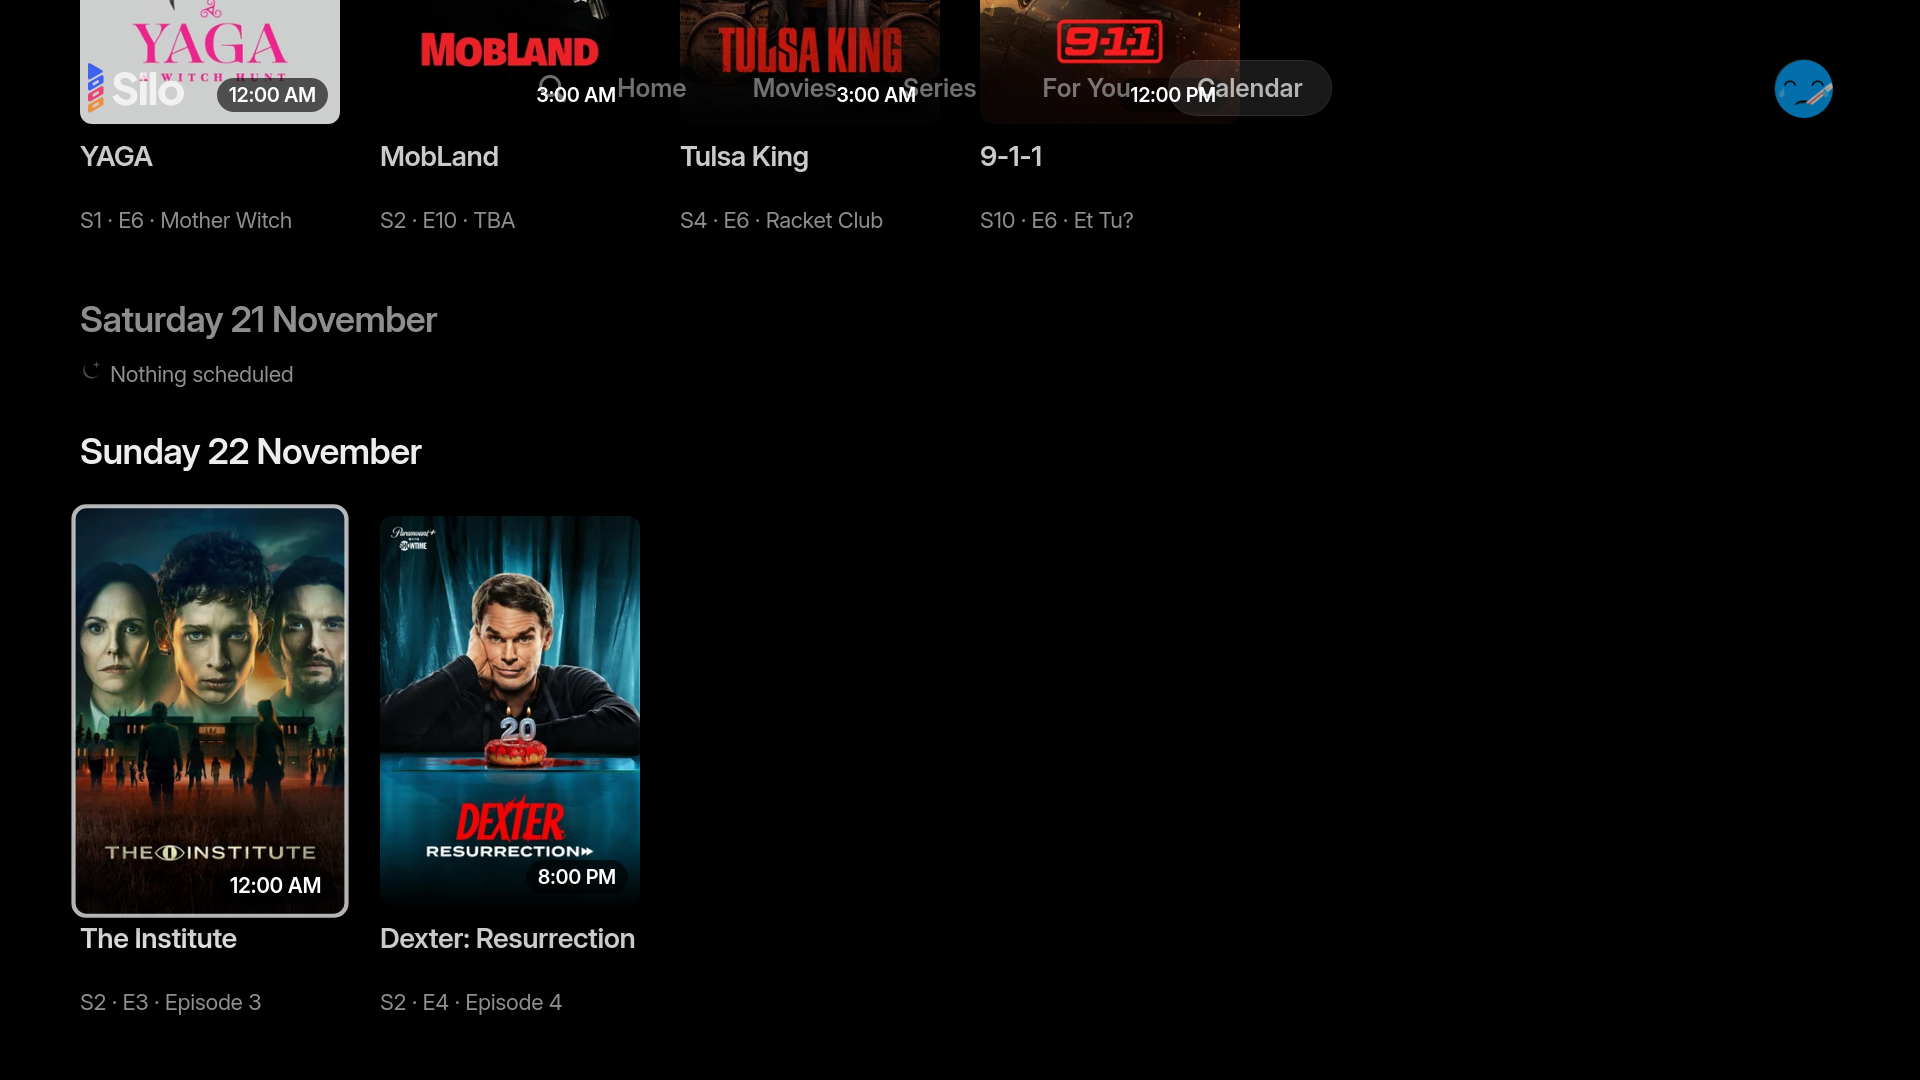 YAGA
WITCH HUNT
MOBLAND
TULSA KING
9-1-1
Silo
Home
Movies
Series
For You
Calendar
12:00 AM
3:00 AM
3:00 AM
12:00 PM
YAGA
MobLand
Tulsa King
9-1-1
S1 · E6 · Mother Witch
S2 · E10 · TBA
S4 · E6 · Racket Club
S10 · E6 · Et Tu?
Saturday 21 November
Nothing scheduled
Sunday 22 November
Paramount+
WITH
SHOWTIME
20
DEXTER
RESURRECTION
THE INSTITUTE
12:00 AM
8:00 PM
The Institute
Dexter: Resurrection
S2 · E3 · Episode 3
S2 · E4 · Episode 4